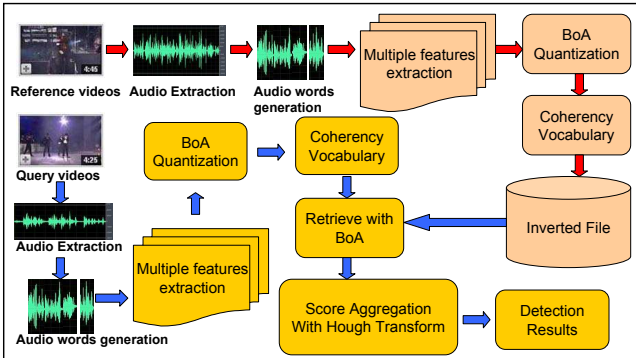 4:45
Reference videos
Audio Extraction
Audio words
generation
Multiple features
extraction
BoA
Quantization
Coherency
Vocabulary
Inverted File
4:25
Query videos
Audio Extraction
Audio words generation
Multiple features
extraction
BoA
Quantization
Coherency
Vocabulary
Retrieve with
BoA
Score Aggregation
With Hough Transform
Detection
Results